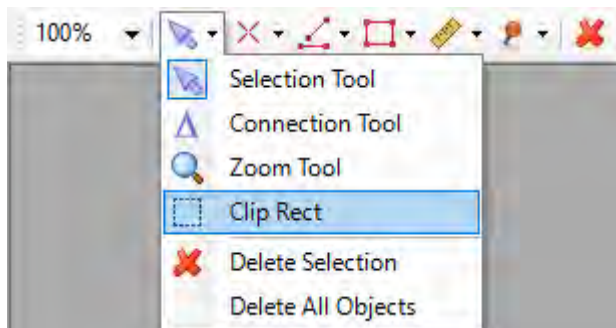 100%
Selection Tool
Connection Tool
Zoom Tool
Clip Rect
Delete Selection
Delete All Objects